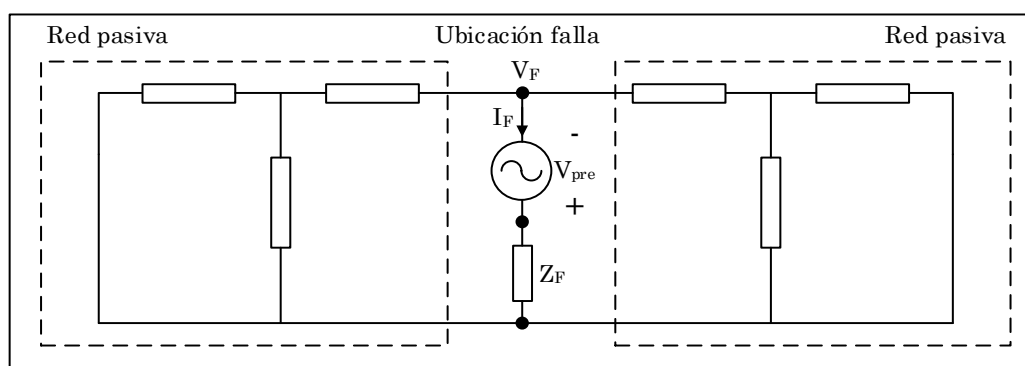 Red pasiva
Ubicación falla
Red pasiva
V_F
I_F
-
V_pre
+
Z_F